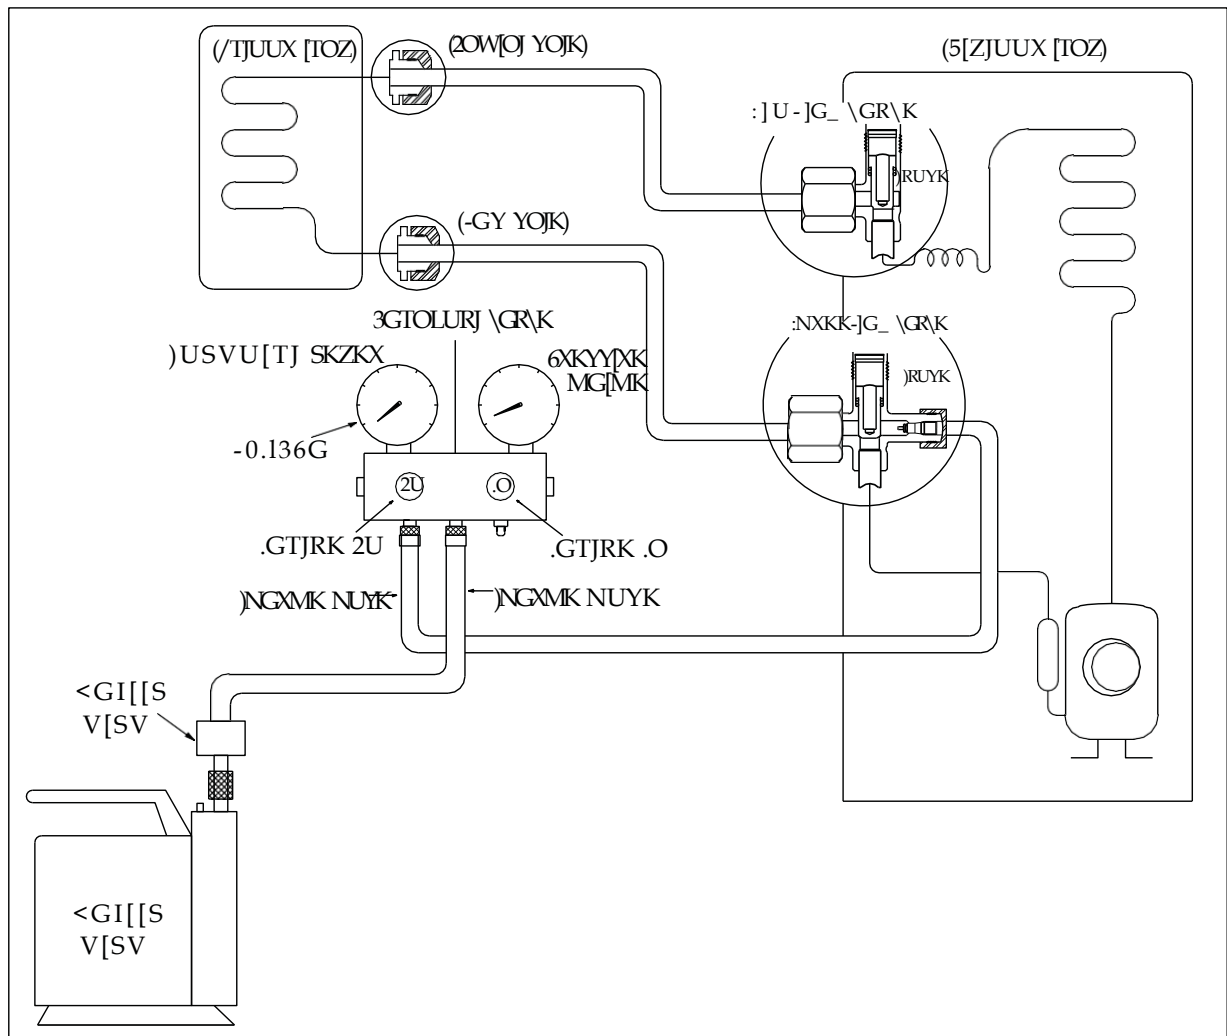 (/TJUUX [TOZ)
(2OW[OJ YOJK)
(5[ZJUUX [TOZ)
:]U-]G_ \GR\K
)RUYK
(-GY YOJK)
3GTOLURJ \GR\K
:NXKK-]G_ \GR\K
)USVU[TJ SKZKX
6XKYY[XK
MG[MK
)RUYK
-0.136G
2U
.O
.GTJRK 2U
.GTJRK .O
)NGXMK NUYK
)NGXMK NUYK
<GI[[S
V[SV
<GI[[S
V[SV